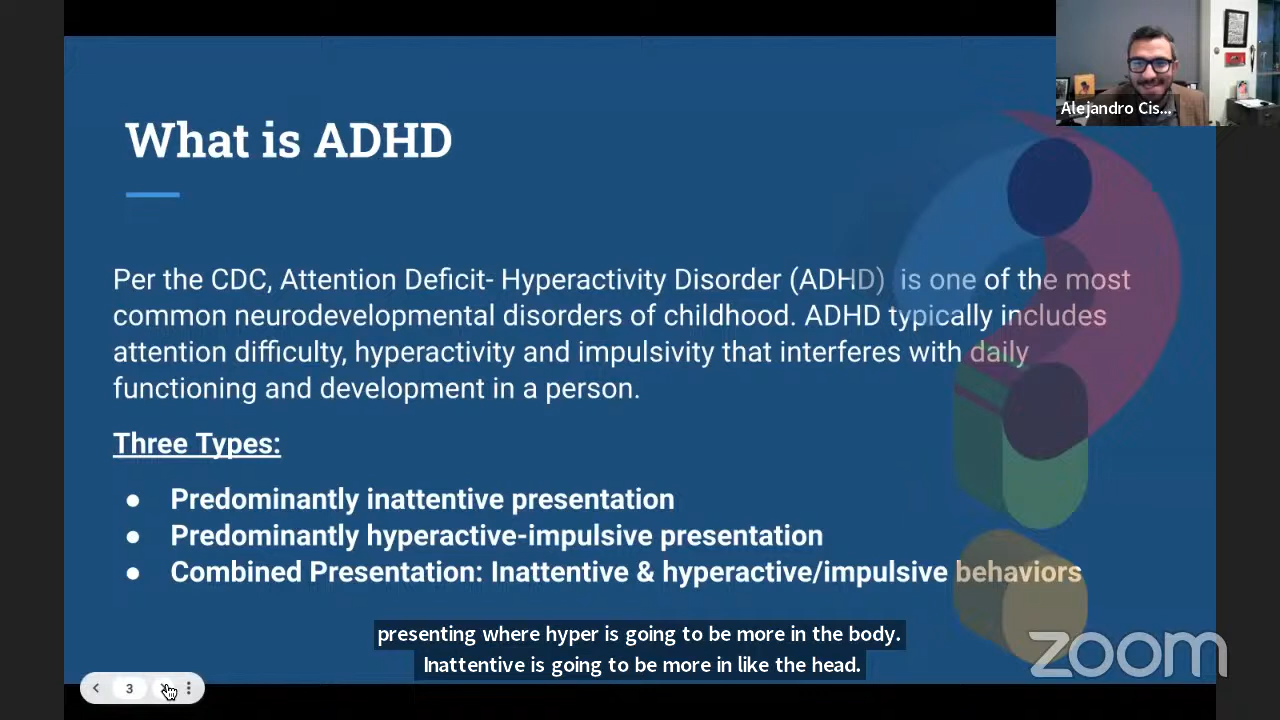 Alejandro Cis...
What is ADHD
Per the CDC, Attention Deficit- Hyperactivity Disorder (ADHD) is one of the most
common neurodevelopmental disorders of childhood. ADHD typically includes
attention difficulty, hyperactivity and impulsivity that interferes with daily
functioning and development in a person.
Three Types:
● Predominantly inattentive presentation
● Predominantly hyperactive-impulsive presentation
● Combined Presentation: Inattentive & hyperactive/impulsive behaviors
presenting where hyper is going to be more in the body.
Inattentive is going to be more in like the head.
zoom
3